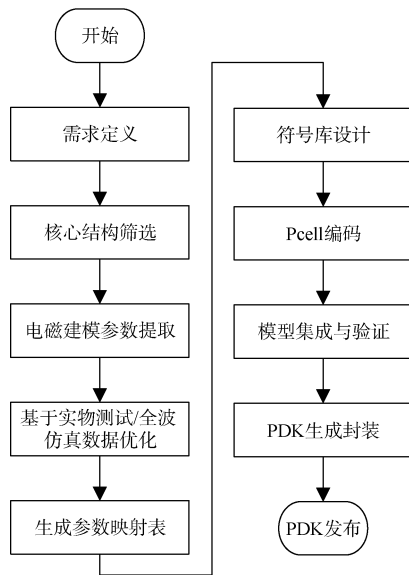 开始
需求定义
核心结构筛选
电磁建模参数提取
基于实物测试/全波
仿真数据优化
生成参数映射表
符号库设计
Pcell编码
模型集成与验证
PDK生成封装
PDK发布